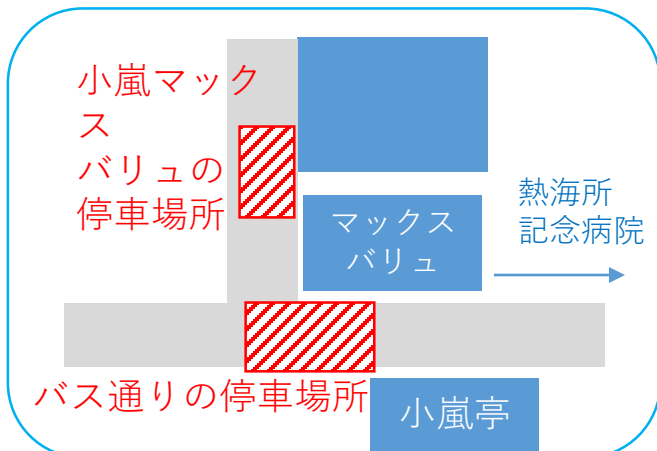 小嵐マック
ス
バリュの
停車場所
熱海所
記念病院
マックス
バリュ
バス通りの停車場所
小嵐亭